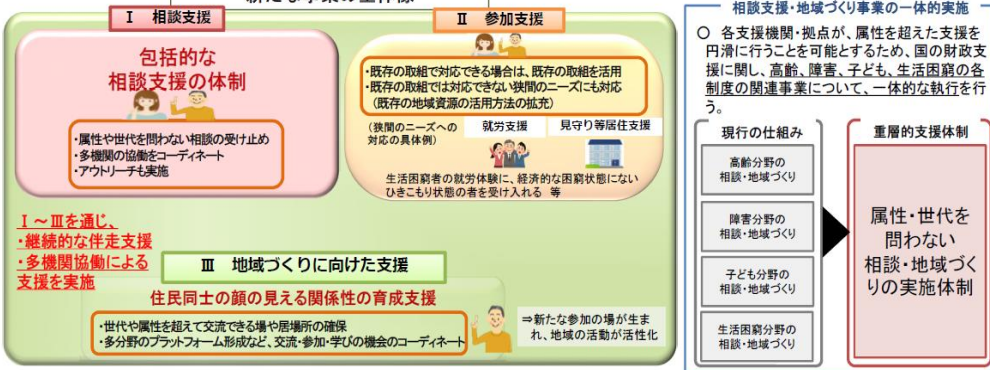 Ⅰ 相談支援
包括的な
相談支援の体制
・属性や世代を問わない相談の受け止め
・多機関の協働をコーディネート
・アウトリーチも実施
Ⅱ 参加支援
・既存の取組で対応できる場合は、既存の取組を活用
・既存の取組では対応できない狭間のニーズにも対応
（既存の地域資源の活用方法の拡充）
（狭間のニーズへの
対応の具体例）
就労支援
見守り等居住支援
生活困窮者の就労体験に、経済的な困窮状態にない
ひきこもり状態の者を受け入れる 等
Ⅰ～Ⅲを通じ、
・継続的な伴走支援
・多機関協働による
支援を実施
Ⅲ 地域づくりに向けた支援
住民同士の顔の見える関係性の育成支援
・世代や属性を超えて交流できる場や居場所の確保
・多分野のプラットフォーム形成など、交流・参加・学びの機会のコーディネート
⇒新たな参加の場が生ま
れ、地域の活動が活性化
相談支援・地域づくり事業の一体的実施
○ 各支援機関・拠点が、属性を超えた支援を
円滑に行うことを可能とするため、国の財政支
援に関し、高齢、障害、子ども、生活困窮の各
制度の関連事業について、一体的な執行を行
う。
現行の仕組み
高齢分野の
相談・地域づくり
障害分野の
相談・地域づくり
子ども分野の
相談・地域づくり
生活困窮分野の
相談・地域づくり
重層的支援体制
属性・世代を
問わない
相談・地域づく
りの実施体制